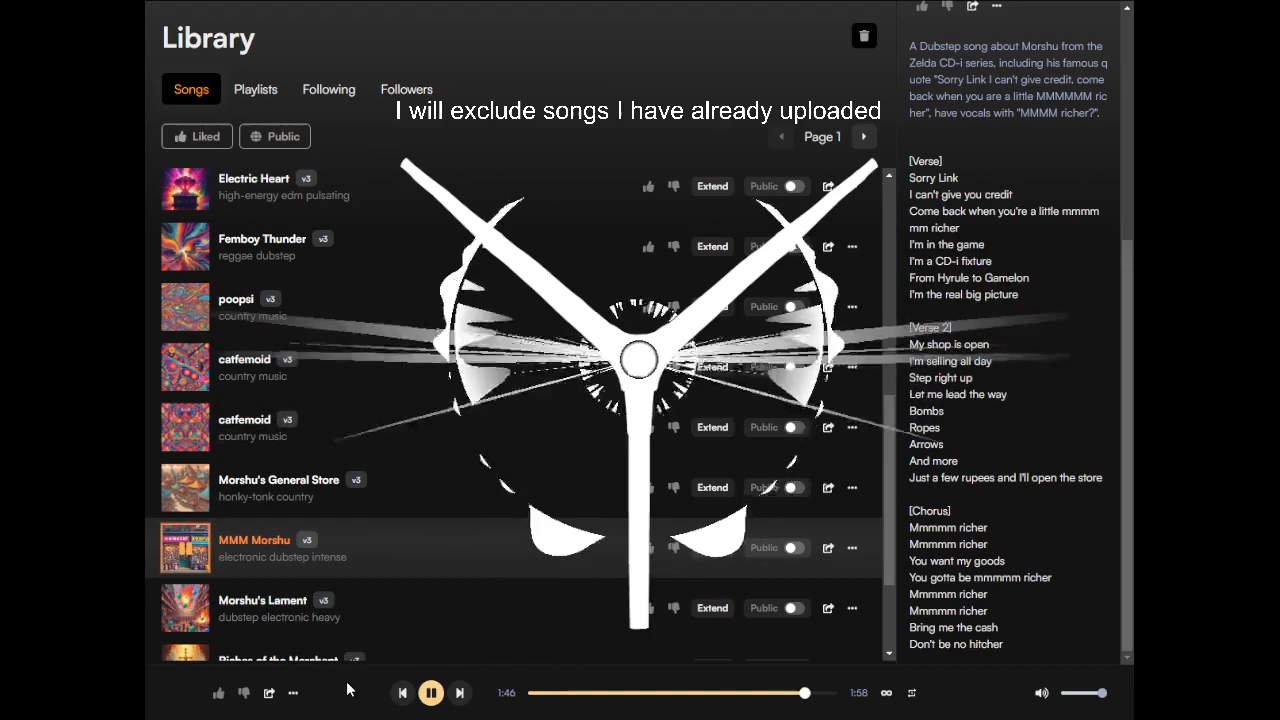 Library
Songs
Playlists
Following
Followers
I will exclude songs I have already uploaded
Liked
Public
Page 1
Electric Heart v3
high-energy edm pulsating
Extend
Public
Femboy Thunder v3
reggae dubstep
Extend
poopsi v3
country music
Public
catfemoid v3
country music
Extend
Public
catfemoid v3
country music
Extend
Public
Morshu's General Store v3
honky-tonk country
Extend
Public
MMM Morshu v3
electronic dubstep intense
Public
Morshu's Lament v3
dubstep electronic heavy
Extend
Public
Riches of the Merchant v3
1:46
1:58
A Dubstep song about Morshu from the
Zelda CD-i series, including his famous q
uote "Sorry Link I can't give credit, come
back when you are a little MMMMMM ric
her", have vocals with "MMMM richer?".
[Verse]
Sorry Link
I can't give you credit
Come back when you're a little mmmm
mm richer
I'm in the game
I'm a CD-i fixture
From Hyrule to Gamelon
I'm the real big picture
[Verse 2]
My shop is open
I'm selling all day
Step right up
Let me lead the way
Bombs
Ropes
Arrows
And more
Just a few rupees and I'll open the store
[Chorus]
Mmmmm richer
Mmmmm richer
You want my goods
You gotta be mmmmm richer
Mmmmm richer
Mmmmm richer
Bring me the cash
Don't be no hitcher